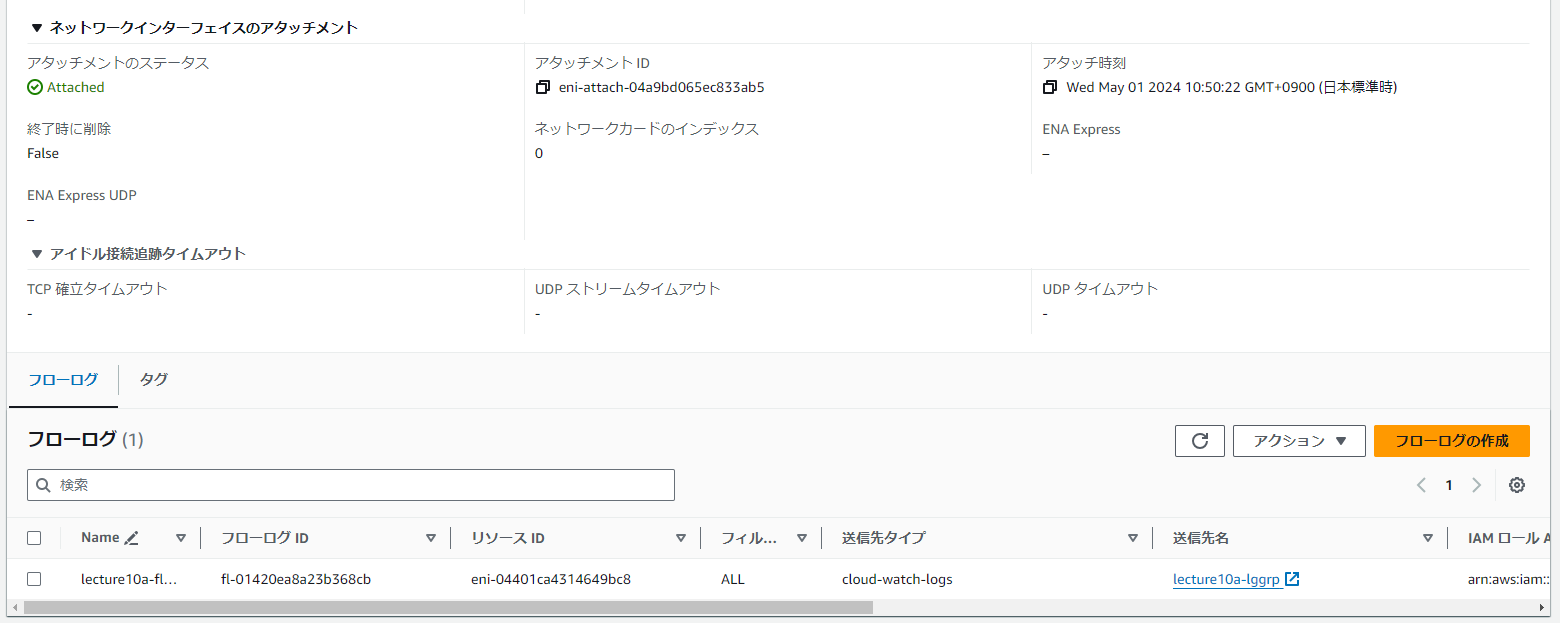 ▼ ネットワークインターフェイスのアタッチメント
アタッチメントのステータス アタッチメント ID アタッチ時刻
Attached eni-attach-04a9bd065ec833ab5 Wed May 01 2024 10:50:22 GMT+0900 (日本標準時)
終了時に削除 ネットワークカードのインデックス ENA Express
False 0 –
ENA Express UDP
–
▼ アイドル接続追跡タイムアウト
TCP 確立タイムアウト UDP ストリームタイムアウト UDP タイムアウト
- - -
フローログ タグ
フローログ (1) アクション ▼ フローログの作成
検索 1
Name フローログ ID リソース ID フィル... 送信先タイプ 送信先名 IAM ロール A
lecture10a-fl... fl-01420ea8a23b368cb eni-04401ca4314649bc8 ALL cloud-watch-logs lecture10a-lggrp arn:aws:iam::